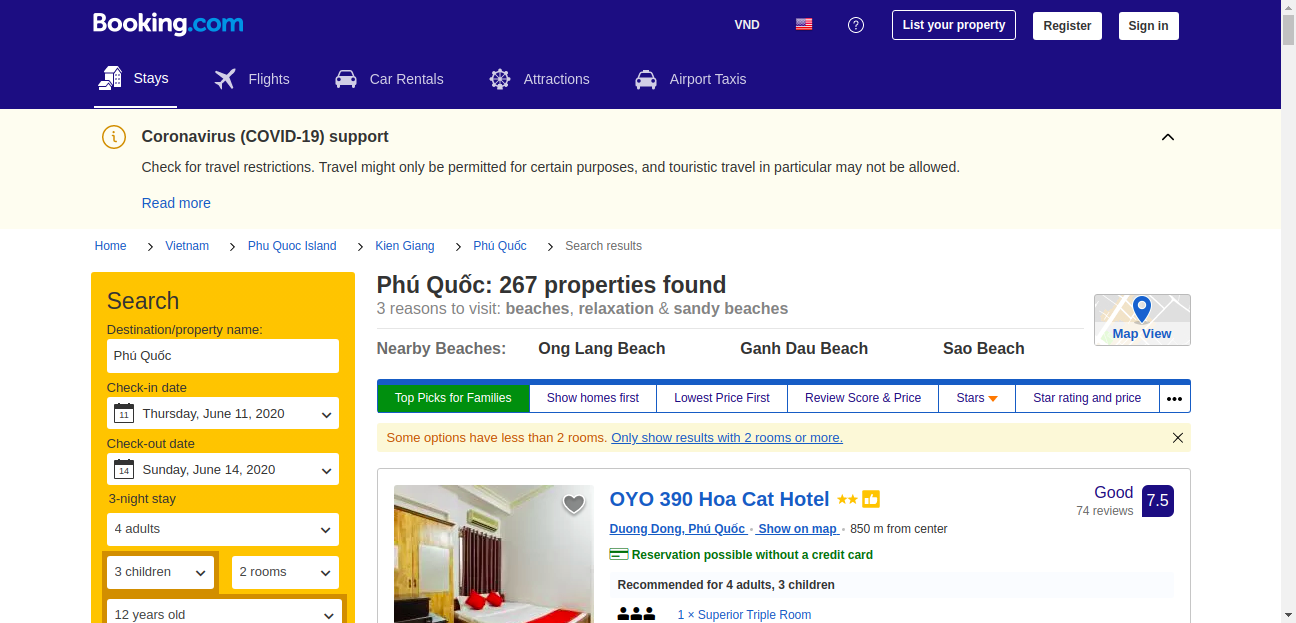 Booking.com
VND
List your property
Register
Sign in
Stays
Flights
Car Rentals
Attractions
Airport Taxis
Coronavirus (COVID-19) support
Check for travel restrictions. Travel might only be permitted for certain purposes, and touristic travel in particular may not be allowed.
Read more
Home
Vietnam
Phu Quoc Island
Kien Giang
Phú Quốc
Search results
Search
Destination/property name:
Phú Quốc
Check-in date
11
Thursday, June 11, 2020
Check-out date
14
Sunday, June 14, 2020
3-night stay
4 adults
3 children
2 rooms
12 years old
Phú Quốc: 267 properties found
3 reasons to visit: beaches, relaxation & sandy beaches
Map View
Nearby Beaches:
Ong Lang Beach
Ganh Dau Beach
Sao Beach
Top Picks for Families
Show homes first
Lowest Price First
Review Score & Price
Stars
Star rating and price
Some options have less than 2 rooms. Only show results with 2 rooms or more.
OYO 390 Hoa Cat Hotel
Good
74 reviews
7.5
Duong Dong, Phú Quốc • Show on map • 850 m from center
Reservation possible without a credit card
Recommended for 4 adults, 3 children
1 × Superior Triple Room